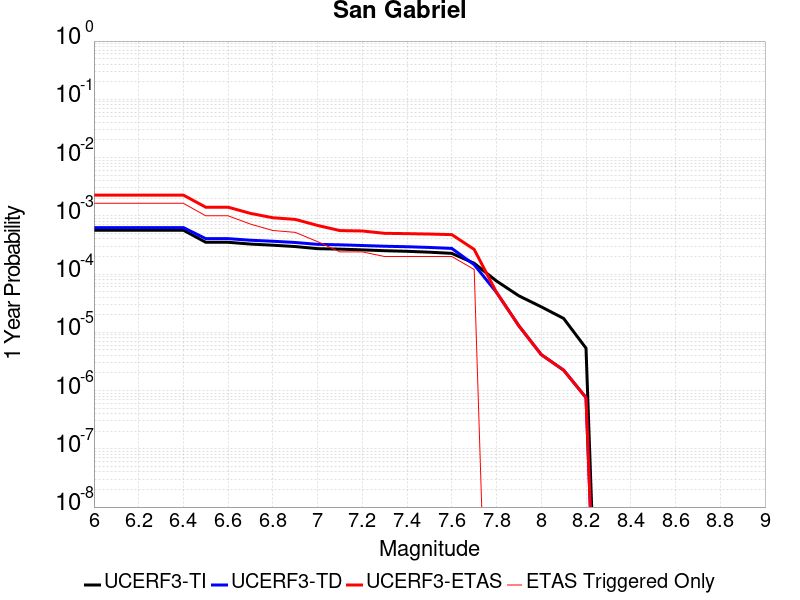 San Gabriel
1 Year Probability
10^0
10^-1
10^-2
10^-3
10^-4
10^-5
10^-6
10^-7
10^-8
6 6.2 6.4 6.6 6.8 7 7.2 7.4 7.6 7.8 8 8.2 8.4 8.6 8.8 9
Magnitude
UCERF3-TI UCERF3-TD UCERF3-ETAS ETAS Triggered Only